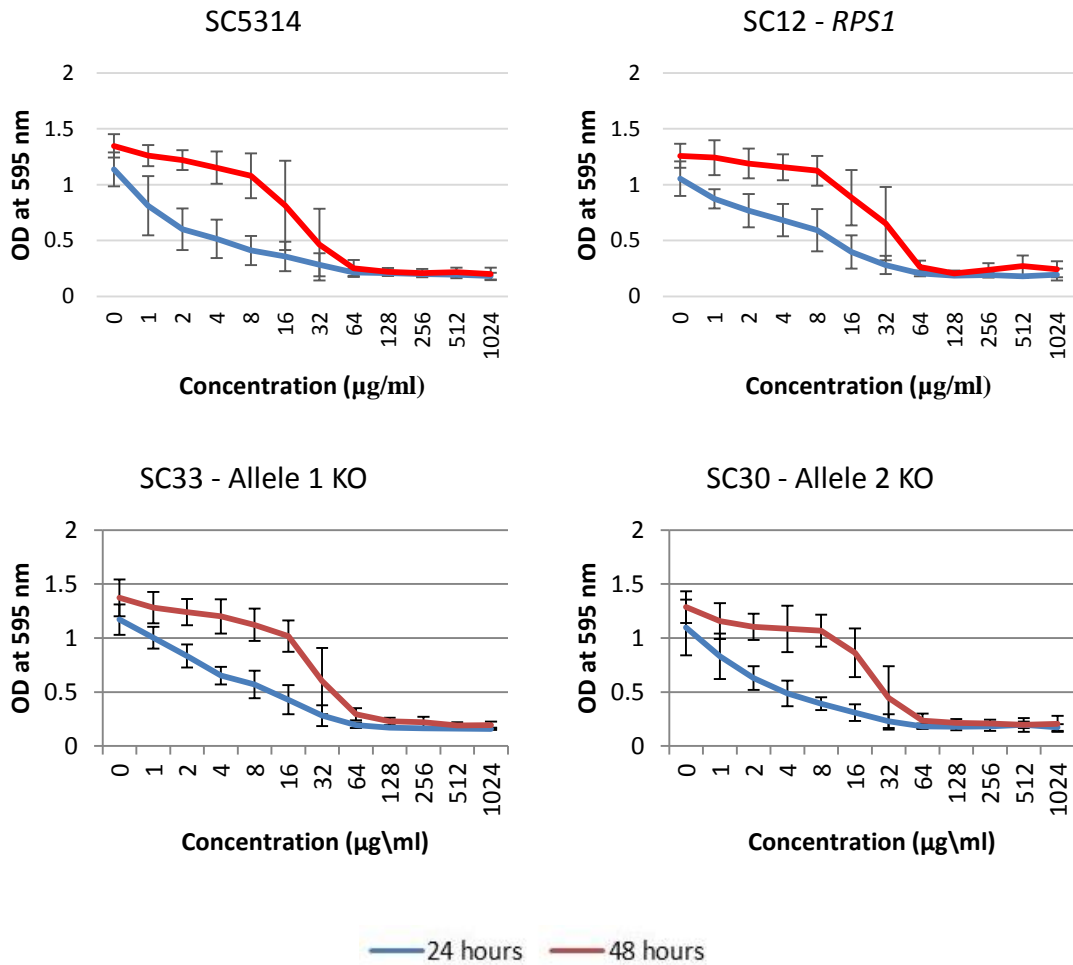 SC5314
SC12 - RPS1
OD at 595 nm
2
1.5
1
0.5
0
0 1 2 4 8 16 32 64 128 256 512 1024
Concentration (µg/ml)
OD at 595 nm
2
1.5
1
0.5
0
0 1 2 4 8 16 32 64 128 256 512 1024
Concentration (µg/ml)
SC33 - Allele 1 KO
SC30 - Allele 2 KO
OD at 595 nm
2
1.5
1
0.5
0
0 1 2 4 8 16 32 64 128 256 512 1024
Concentration (µg\ml)
OD at 595 nm
2
1.5
1
0.5
0
0 1 2 4 8 16 32 64 128 256 512 1024
Concentration (µg\ml)
24 hours 48 hours